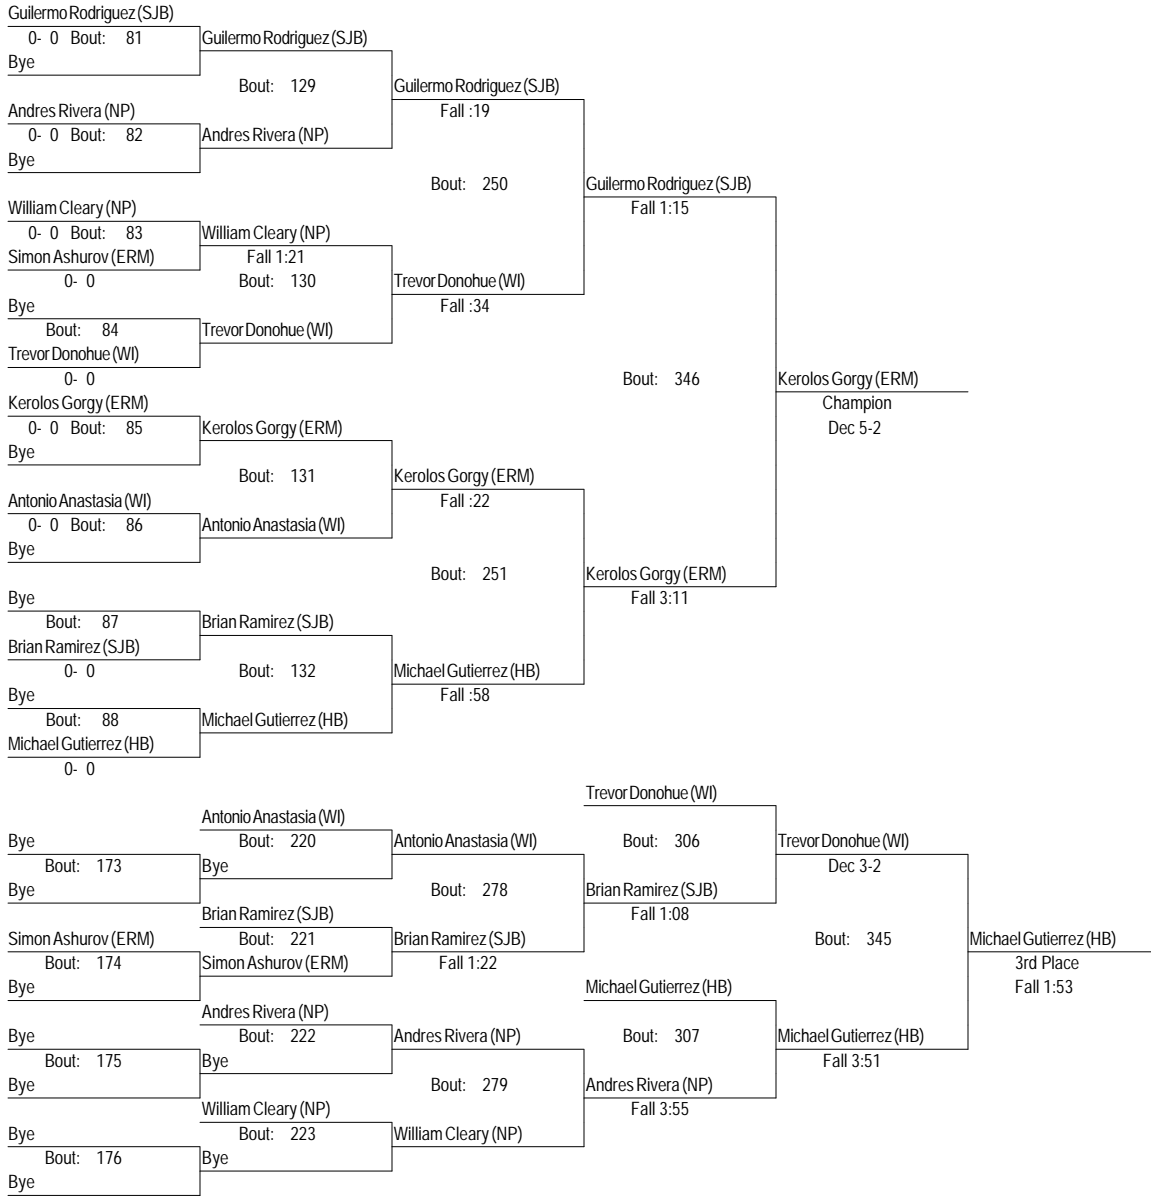 Guilermo Rodriguez (SJB)
0- 0 Bout: 81
Guilermo Rodriguez (SJB)
Bye
Bout: 129
Guilermo Rodriguez (SJB)
Andres Rivera (NP)
Fall :19
0- 0 Bout: 82
Andres Rivera (NP)
Bye
Bout: 250
Guilermo Rodriguez (SJB)
William Cleary (NP)
Fall 1:15
0- 0 Bout: 83
William Cleary (NP)
Simon Ashurov (ERM)
Fall 1:21
0- 0
Bout: 130
Trevor Donohue (WI)
Bye
Fall :34
Bout: 84
Trevor Donohue (WI)
Trevor Donohue (WI)
0- 0
Bout: 346
Kerolos Gorgy (ERM)
Kerolos Gorgy (ERM)
Champion
0- 0 Bout: 85
Kerolos Gorgy (ERM)
Dec 5-2
Bye
Bout: 131
Kerolos Gorgy (ERM)
Antonio Anastasia (WI)
Fall :22
0- 0 Bout: 86
Antonio Anastasia (WI)
Bye
Bout: 251
Kerolos Gorgy (ERM)
Bye
Fall 3:11
Bout: 87
Brian Ramirez (SJB)
Brian Ramirez (SJB)
0- 0
Bout: 132
Michael Gutierrez (HB)
Bye
Fall :58
Bout: 88
Michael Gutierrez (HB)
Michael Gutierrez (HB)
0- 0
Trevor Donohue (WI)
Antonio Anastasia (WI)
Bye
Bout: 220
Antonio Anastasia (WI)
Bout: 306
Trevor Donohue (WI)
Bout: 173
Bye
Dec 3-2
Bye
Bout: 278
Brian Ramirez (SJB)
Brian Ramirez (SJB)
Fall 1:08
Simon Ashurov (ERM)
Bout: 221
Brian Ramirez (SJB)
Bout: 345
Michael Gutierrez (HB)
Bout: 174
Simon Ashurov (ERM)
Fall 1:22
3rd Place
Bye
Michael Gutierrez (HB)
Fall 1:53
Andres Rivera (NP)
Bye
Bout: 222
Andres Rivera (NP)
Bout: 307
Michael Gutierrez (HB)
Bout: 175
Bye
Fall 3:51
Bye
Bout: 279
Andres Rivera (NP)
William Cleary (NP)
Fall 3:55
Bye
Bout: 223
William Cleary (NP)
Bout: 176
Bye
Bye